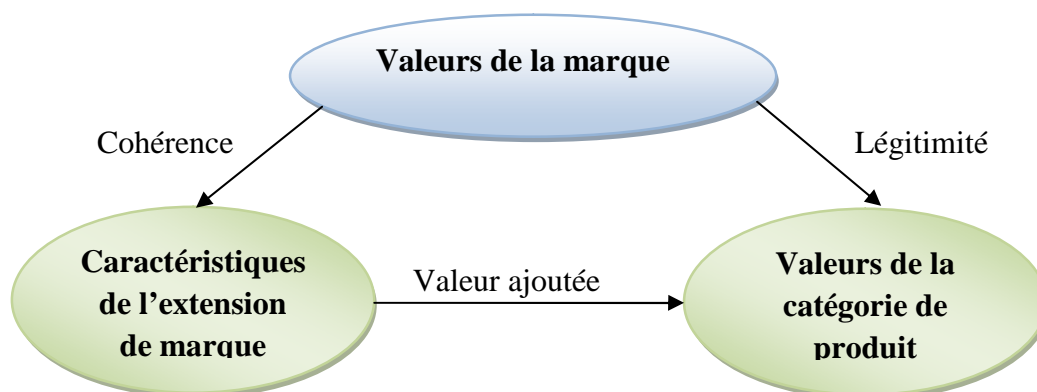 Valeurs de la marque
Cohérence
Légitimité
Caractéristiques
de l’extension
de marque
Valeur ajoutée
Valeurs de la
catégorie de
produit